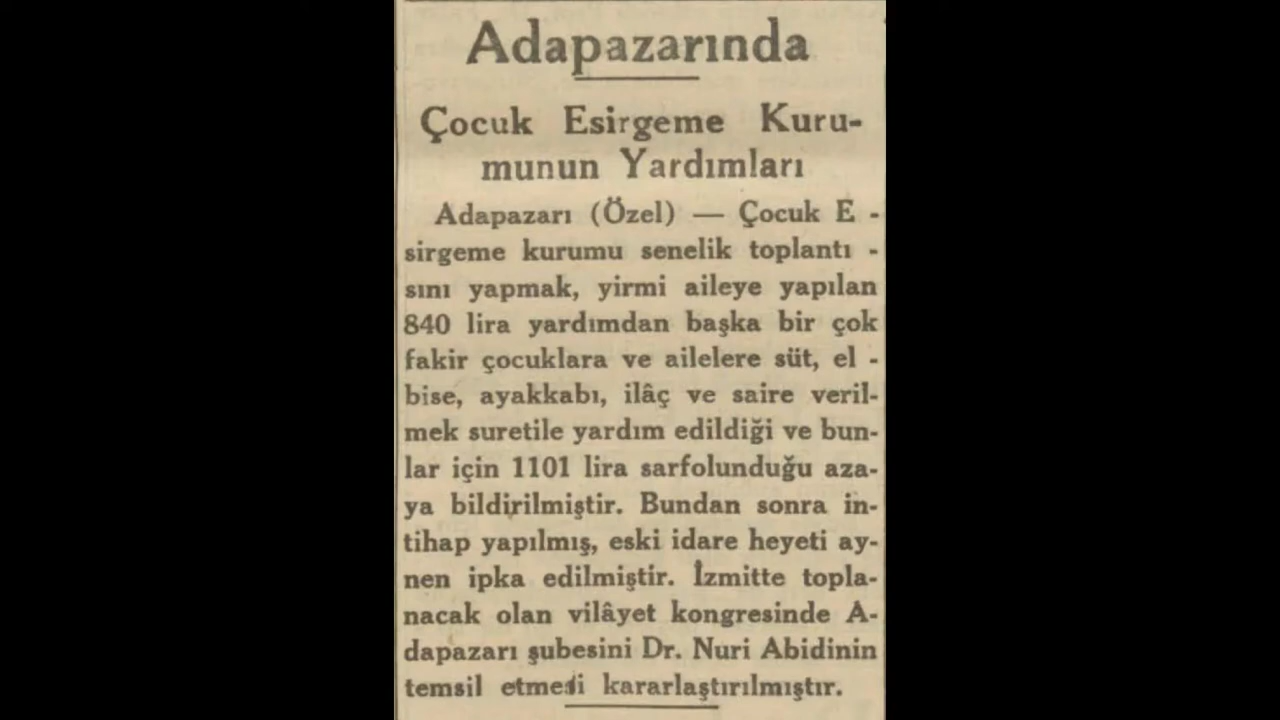 Adapazarında
Çocuk Esirgeme Kuru-
munun Yardımları
Adapazarı (Özel) — Çocuk E -
sirgeme kurumu senelik toplantı -
sını yapmak, yirmi aileye yapılan
840 lira yardımdan başka bir çok
fakir çocuklara ve ailelere süt, el -
bise, ayakkabı, ilâç ve saire veril-
mek suretile yardım edildiği ve bun-
lar için 1101 lira sarfolunduğu aza-
ya bildirilmiştir. Bundan sonra in-
tihap yapılmış, eski idare heyeti ay-
nen ipka edilmiştir. İzmitte topla-
nacak olan vilâyet kongresinde A-
dapazarı şubesini Dr. Nuri Abidinin
temsil etmesi kararlaştırılmıştır.